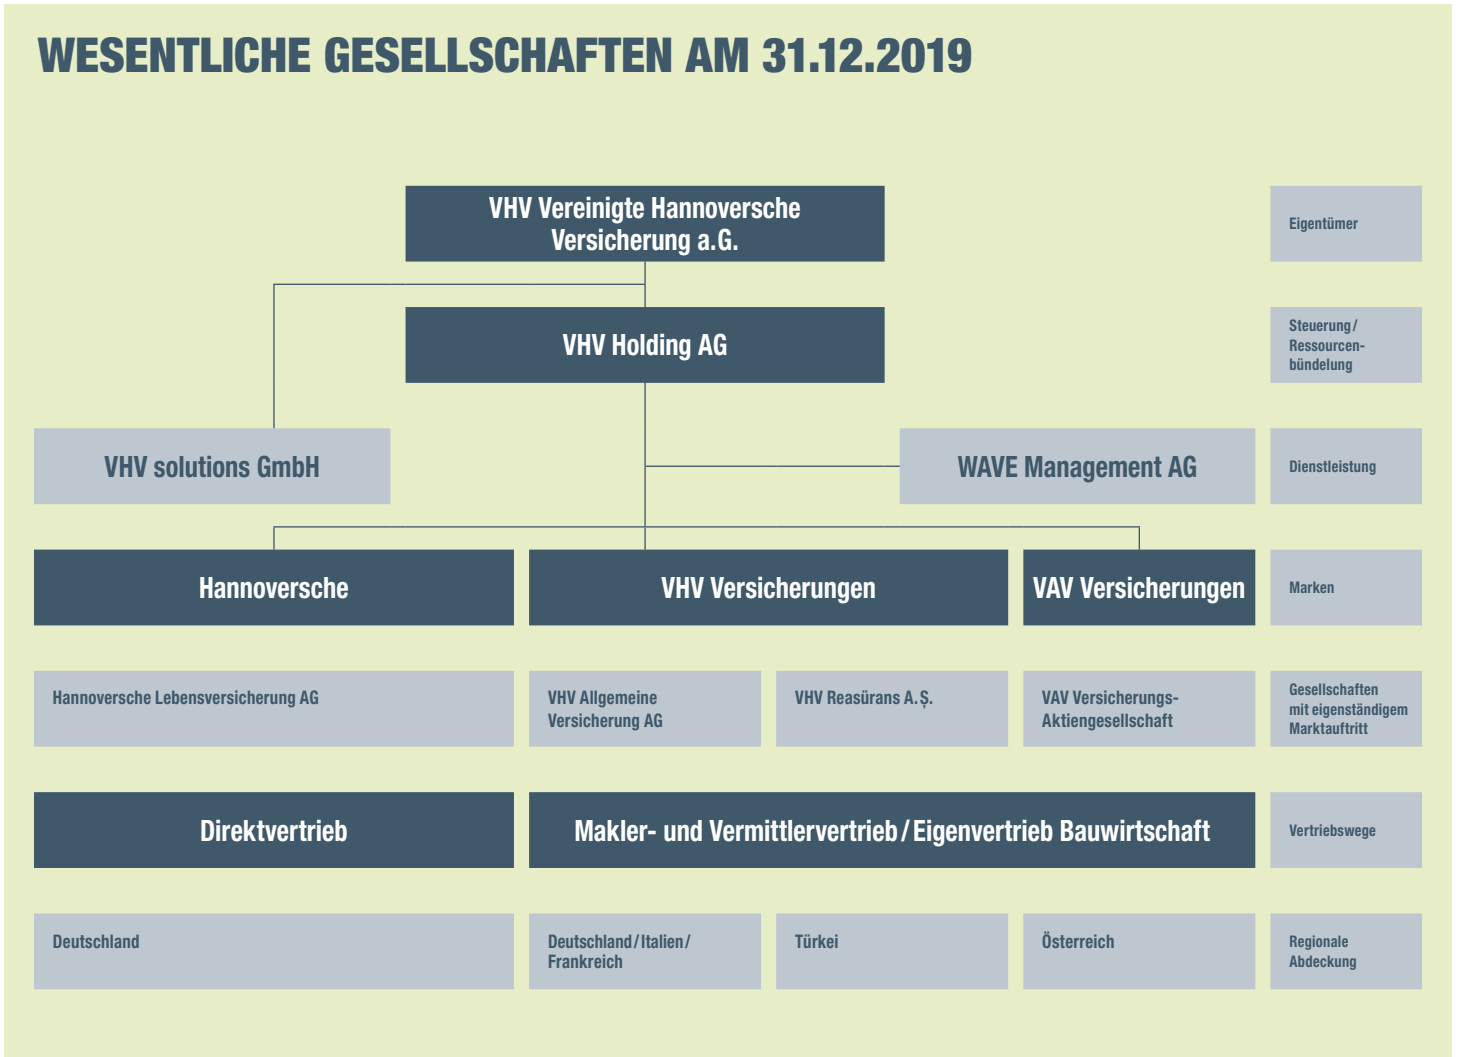 WESENTLICHE GESELLSCHAFTEN AM 31.12.2019
VHV Vereinigte Hannoversche
Versicherung a.G.
Eigentümer
VHV Holding AG
Steuerung/
Ressourcen-
bündelung
VHV solutions GmbH
WAVE Management AG
Dienstleistung
Hannoversche
VHV Versicherungen
VAV Versicherungen
Marken
Hannoversche Lebensversicherung AG
VHV Allgemeine
Versicherung AG
VHV Reasürans A.Ş.
VAV Versicherungs-
Aktiengesellschaft
Gesellschaften
mit eigenständigem
Marktauftritt
Direktvertrieb
Makler- und Vermittlervertrieb/Eigenvertrieb Bauwirtschaft
Vertriebswege
Deutschland
Deutschland/Italien/
Frankreich
Türkei
Österreich
Regionale
Abdeckung